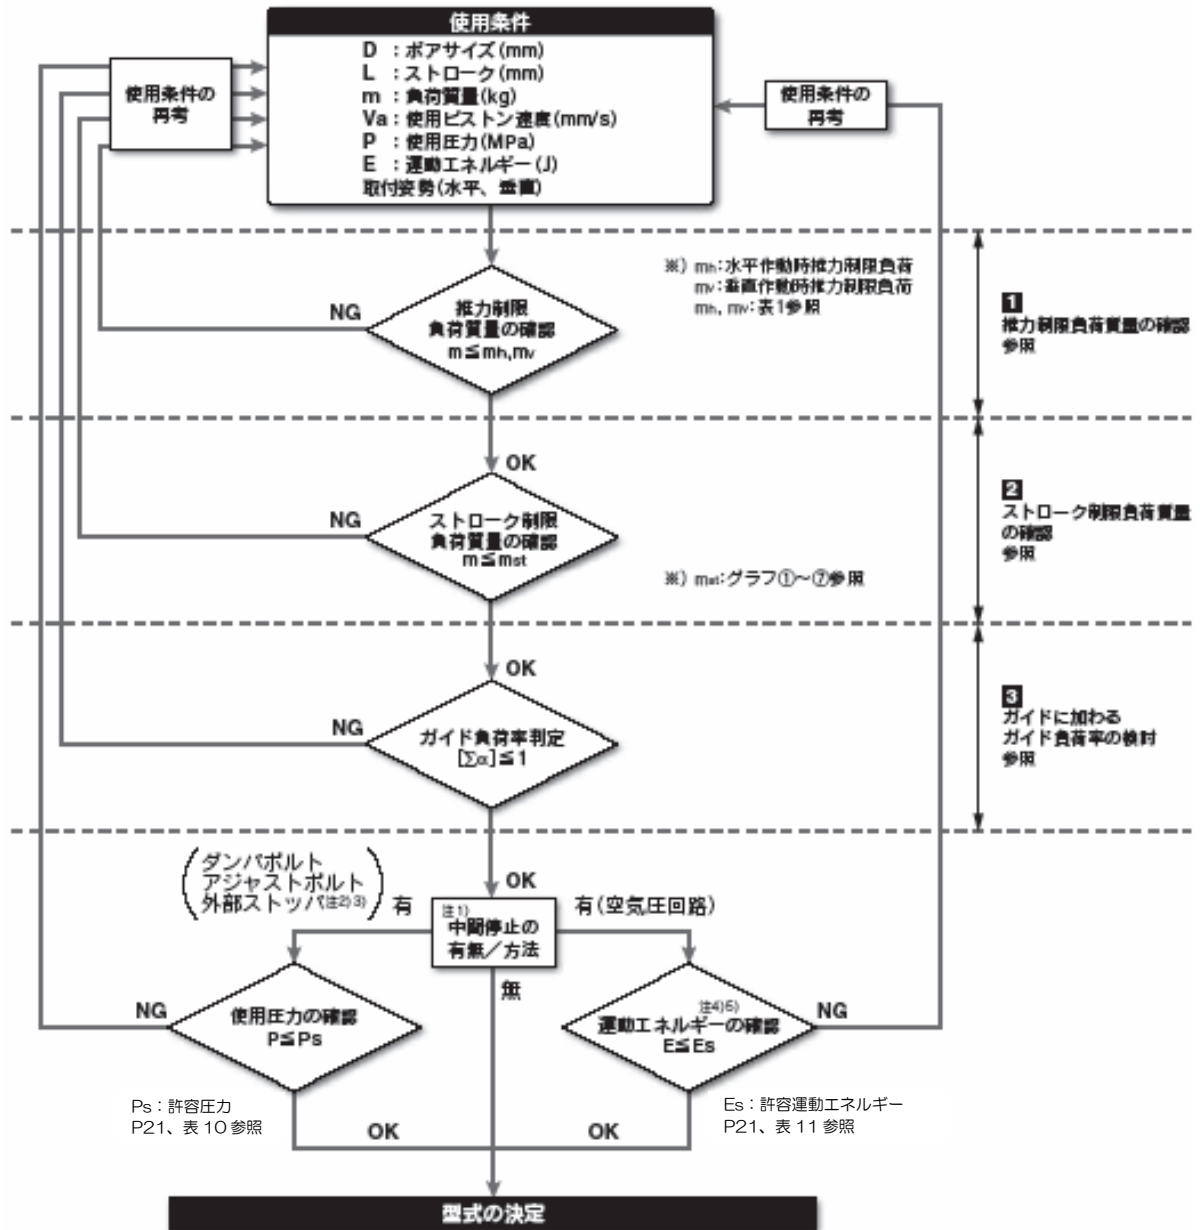 使用条件
D ：ボアサイズ(mm)
L ：ストローク(mm)
m ：負荷質量(kg)
Va：使用ピストン速度(mm/s)
P ：使用圧力(MPa)
E ：運動エネルギー(J)
取付姿勢(水平、垂直)
使用条件の
再考
使用条件の
再考
※）mh:水平作動時推力制限負荷
mv:垂直作動時推力制限負荷
mh, mv:表1参照
推力制限
負荷質量の確認
m≦mh,mv
NG
1
推力制限負荷質量の確認
参照
OK
ストローク制限
負荷質量の確認
m≦mst
NG
※）mst:グラフ①～⑦参照
2
ストローク制限負荷質量
の確認
参照
OK
ガイド負荷率判定
[Σα]≦1
NG
3
ガイドに加わる
ガイド負荷率の検討
参照
OK
ダンパボルト
アジャストボルト
外部ストッパ注2)3)
有
注1)
中間停止の
有無／方法
有(空気圧回路)
無
NG
使用圧力の確認
P≦Ps
注4)5)
運動エネルギーの確認
E≦Es
NG
Ps：許容圧力
P21、表 10 参照
Es：許容運動エネルギー
P21、表 11 参照
OK
OK
型式の決定